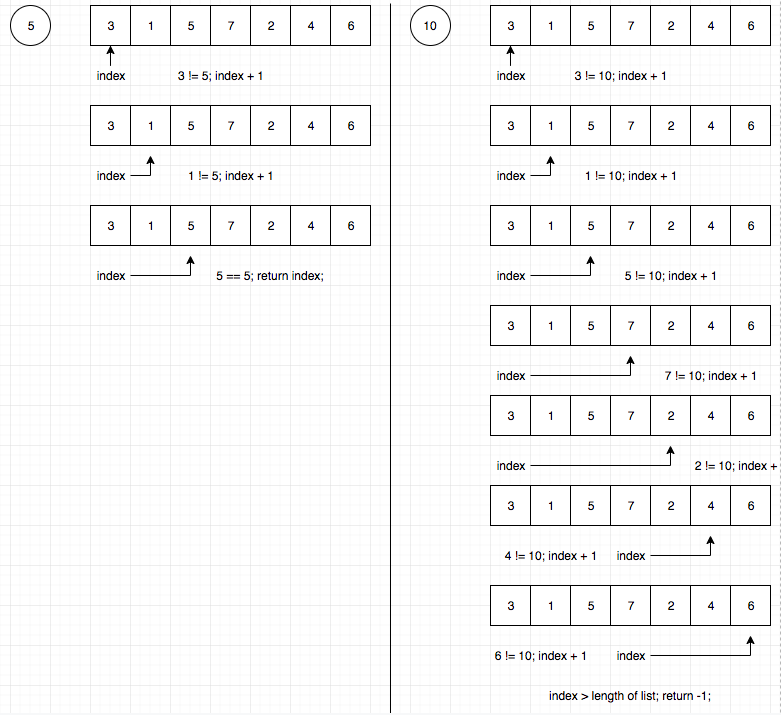 5
3 1 5 7 2 4 6
index 3 != 5; index + 1
3 1 5 7 2 4 6
index 1 != 5; index + 1
3 1 5 7 2 4 6
index 5 == 5; return index;
10
3 1 5 7 2 4 6
index 3 != 10; index + 1
3 1 5 7 2 4 6
index 1 != 10; index + 1
3 1 5 7 2 4 6
index 5 != 10; index + 1
3 1 5 7 2 4 6
index 7 != 10; index + 1
3 1 5 7 2 4 6
index 2 != 10; index +
3 1 5 7 2 4 6
4 != 10; index + 1 index
3 1 5 7 2 4 6
6 != 10; index + 1 index
index > length of list; return -1;